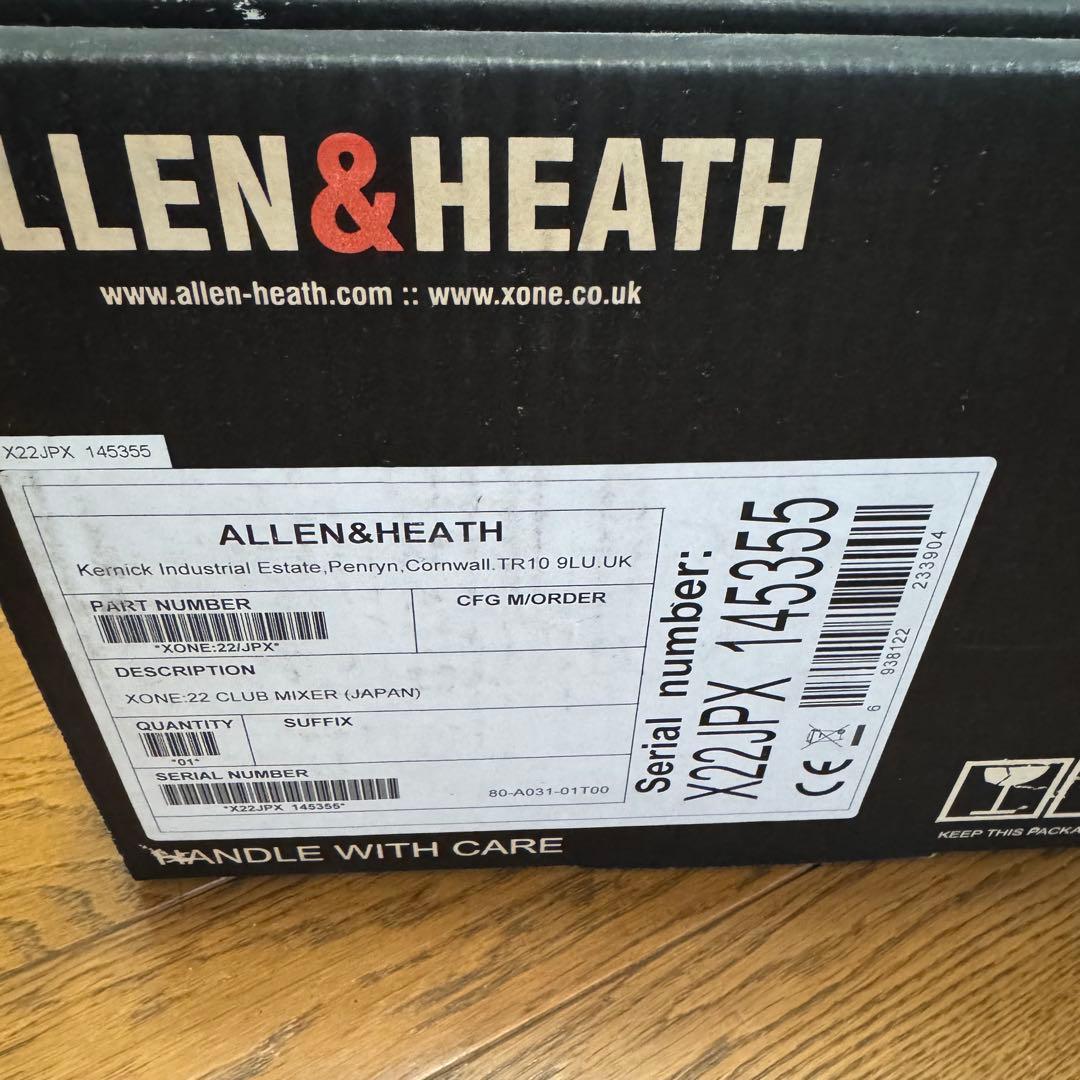 LLEN&HEATH
www.allen-heath.com :: www.xone.co.uk
X22JPX 145355
ALLEN&HEATH
Kernick Industrial Estate,Penryn,Cornwall.TR10 9LU.UK
PART NUMBER
*XONE:22/JPX*
CFG M/ORDER
DESCRIPTION
XONE:22 CLUB MIXER (JAPAN)
QUANTITY
*01*
SUFFIX
SERIAL NUMBER
*X22JPX 145355*
80-A031-01T00
Serial number:
X22JPX 145355
6 938122 233904
CE
HANDLE WITH CARE
KEEP THIS PACKA